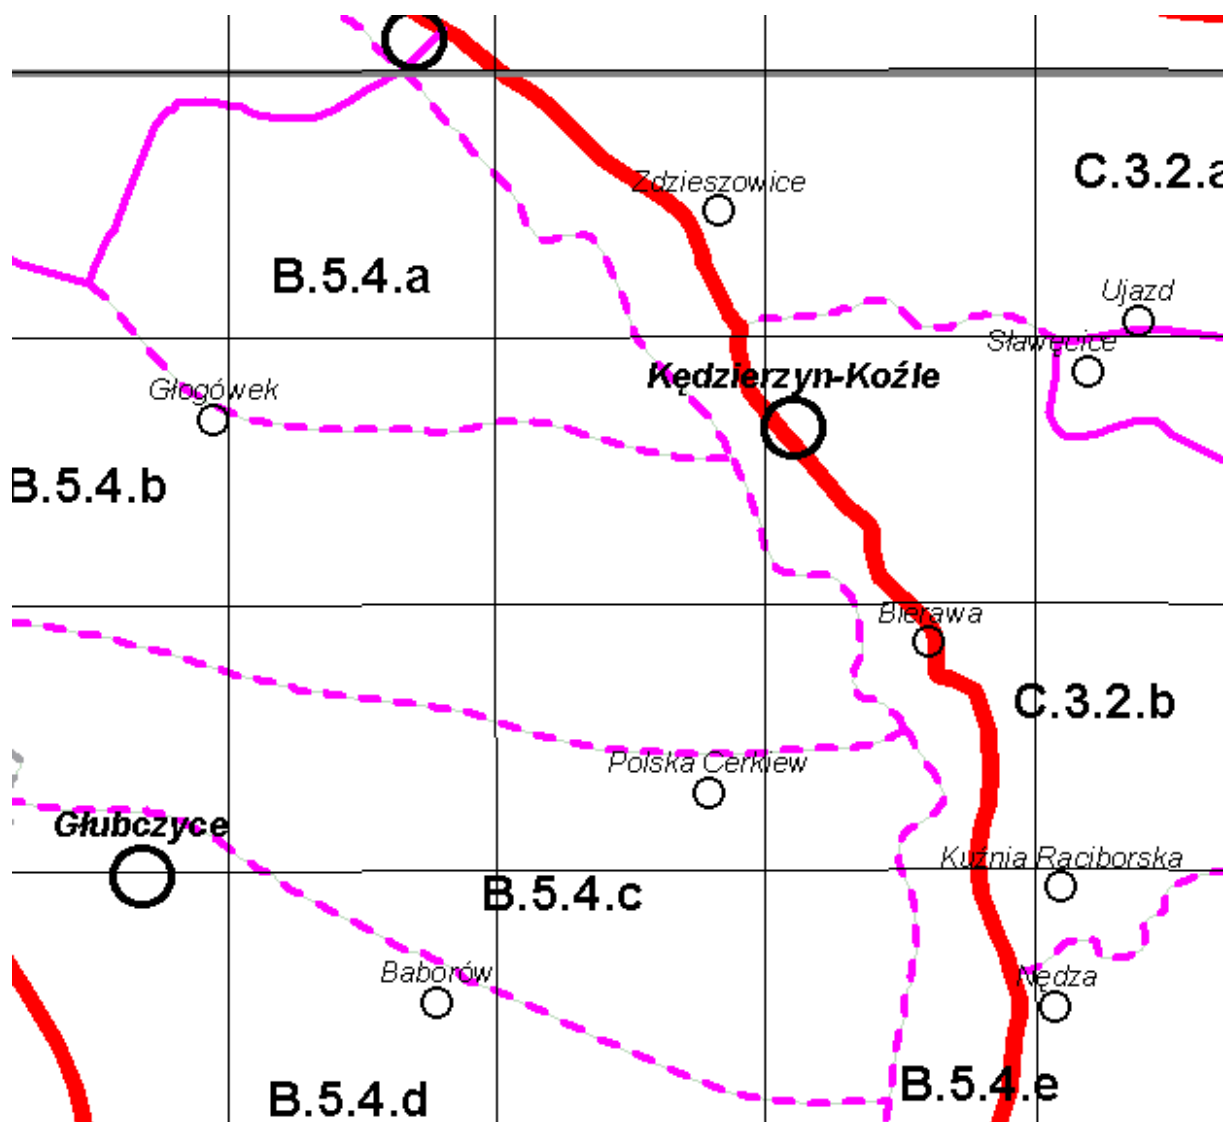 C.3.2.a
Zdzieszowice
B.5.4.a
Ujazd
Sławęcice
Kędzierzyn-Koźle
Głogówek
B.5.4.b
Bierawa
C.3.2.b
Polska Cerkiew
Głubczyce
Kuźnia Raciborska
B.5.4.c
Baborów
Nędza
B.5.4.e
B.5.4.d